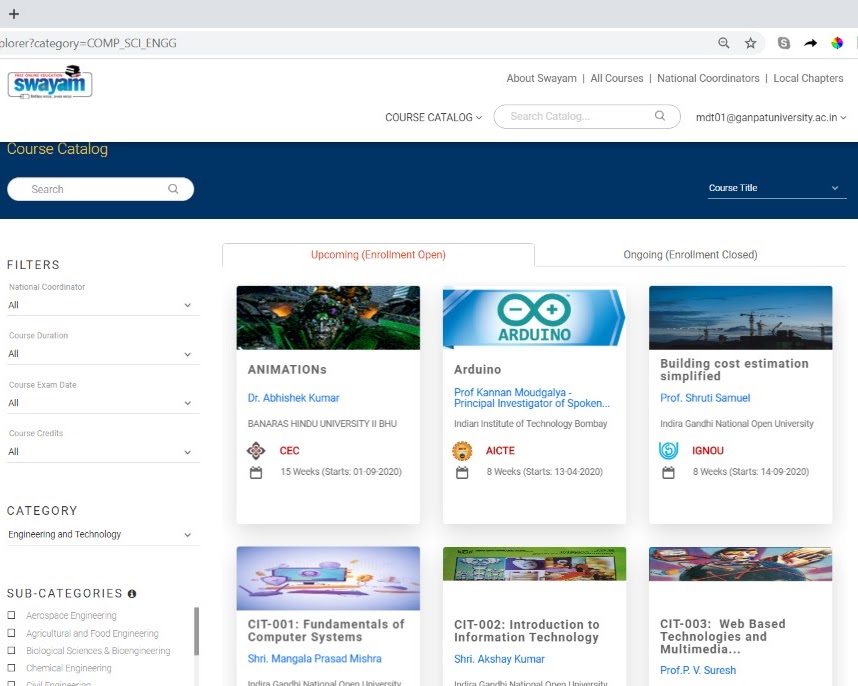 plorer?category=COMP_SCI_ENGG
FREE ONLINE EDUCATION
swayam
About Swayam | All Courses | National Coordinators | Local Chapters
COURSE CATALOG
Search Catalog...
mdt01@ganpatuniversity.ac.in
Course Catalog
Search
Course Title
FILTERS
National Coordinator
All
Course Duration
All
Course Exam Date
All
Course Credits
All
CATEGORY
Engineering and Technology
SUB-CATEGORIES
Aerospace Engineering
Agricultural and Food Engineering
Biological Sciences & Bioengineering
Chemical Engineering
Civil Engineering
Upcoming (Enrollment Open)
Ongoing (Enrollment Closed)
ANIMATIONs
Dr. Abhishek Kumar
BANARAS HINDU UNIVERSITY II BHU
CEC
15 Weeks (Starts: 01-09-2020)
ARDUINO
Arduino
Prof Kannan Moudgalya -
Principal Investigator of Spoken...
Indian Institute of Technology Bombay
AICTE
8 Weeks (Starts: 13-04-2020)
Building cost estimation
simplified
Prof. Shruti Samuel
Indira Gandhi National Open University
IGNOU
8 Weeks (Starts: 14-09-2020)
CIT-001: Fundamentals of
Computer Systems
Shri. Mangala Prasad Mishra
Indira Gandhi National Open University
CIT-002: Introduction to
Information Technology
Shri. Akshay Kumar
Indira Gandhi National Open University
CIT-003: Web Based
Technologies and
Multimedia...
Prof.P. V. Suresh